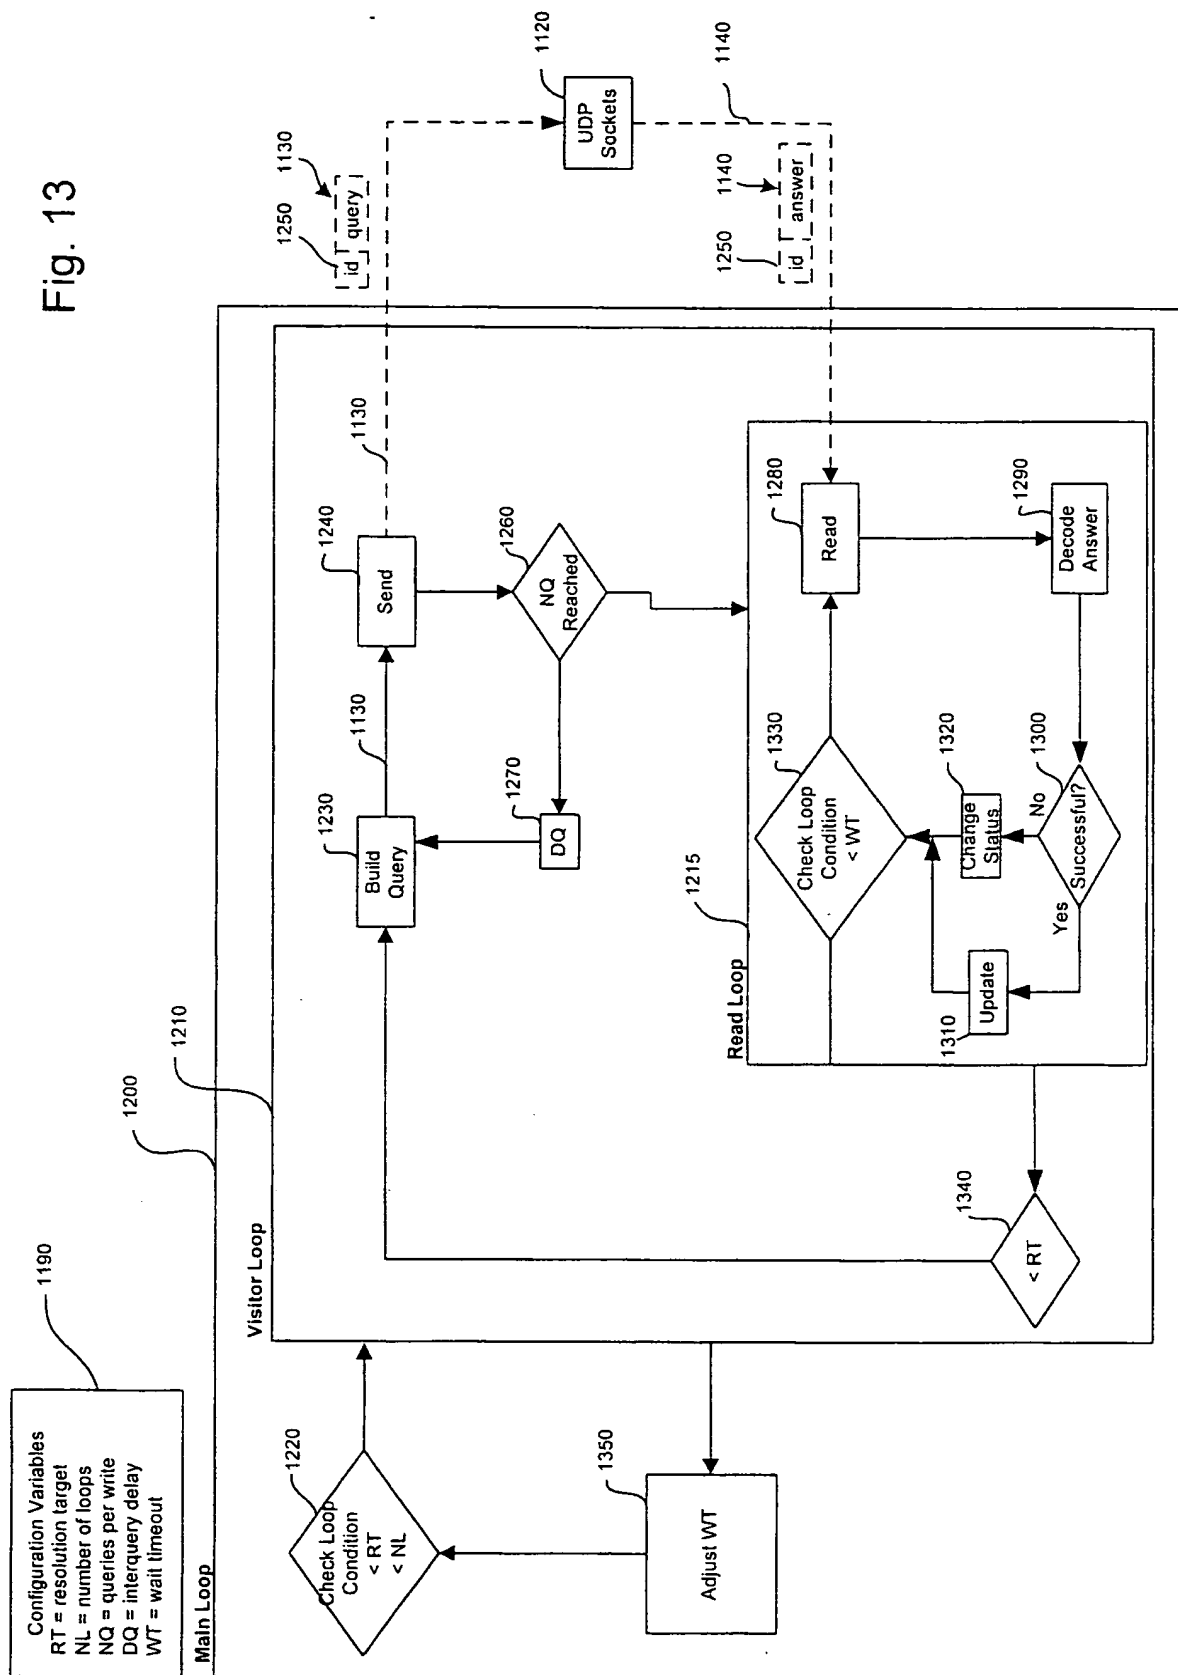 Fig. 13
1190
Configuration Variables
RT = resolution target
NL = number of loops
NQ = queries per write
DQ = interquery delay
WT = wait timeout
Main Loop
1200
1210
Visitor Loop
1220
Check Loop
Condition
< RT
< NL
1350
Adjust WT
1230
Build
Query
1130
1240
Send
1130
1250
1130
id
query
1120
UDP
Sockets
1140
1250
1140
id
answer
1260
NQ
Reached
1270
DQ
1215
Read Loop
1330
Check Loop
Condition
< WT
1280
Read
1290
Decode
Answer
1300
Successful?
No
Yes
1320
Change
Status
1310
Update
1340
< RT